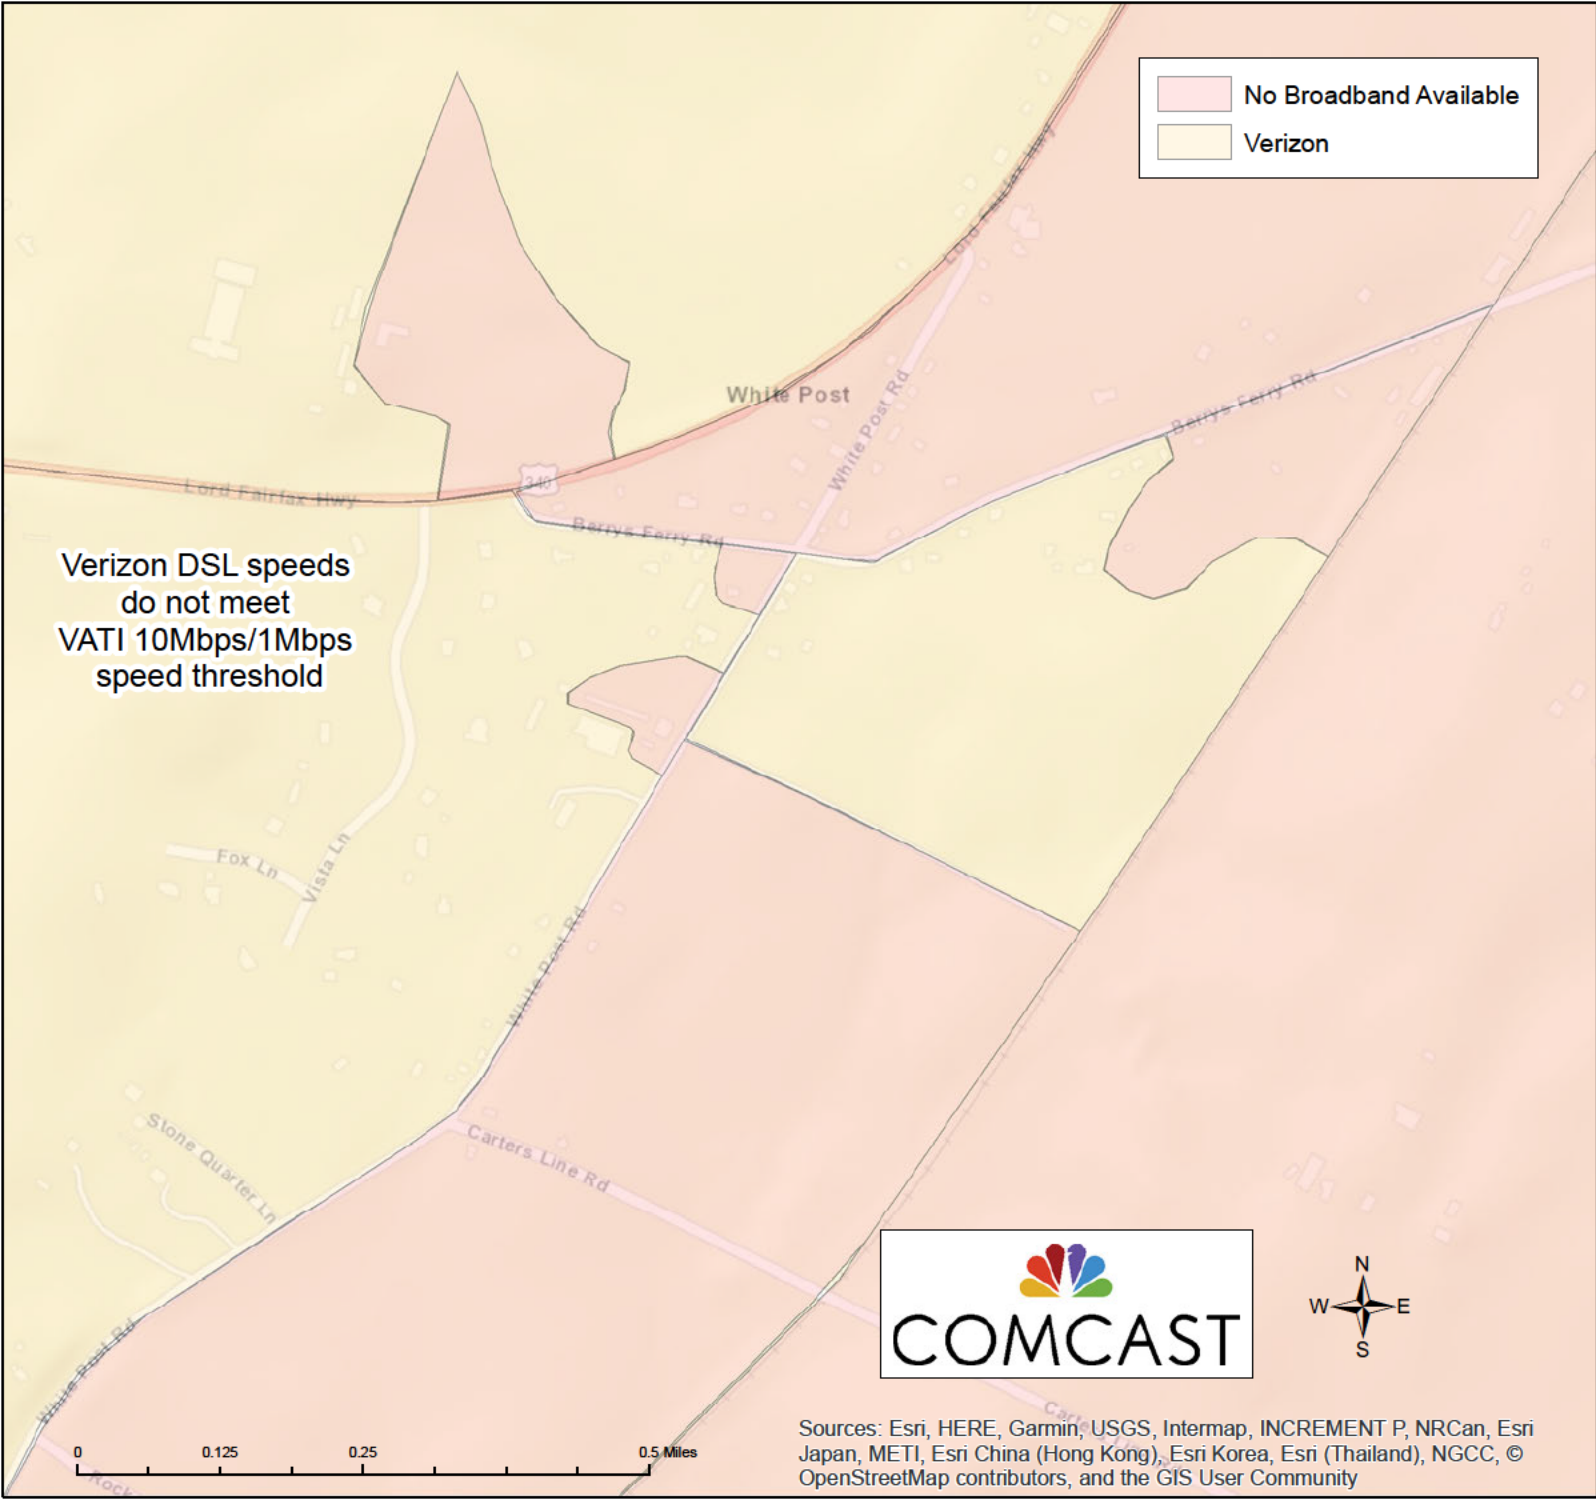 No Broadband Available
Verizon
Lord Fairfax Hwy
White Post
White Post Rd
Berrys Ferry Rd
340
Lord Fairfax Hwy
Berrys Ferry Rd
Verizon DSL speeds
do not meet
VATI 10Mbps/1Mbps
speed threshold
Fox Ln
Vista Ln
White Post Rd
Stone Quarter Ln
Carters Line Rd
COMCAST
N
W E
S
White Post Rd
0 0.125 0.25 0.5 Miles
Rock
Sources: Esri, HERE, Garmin, USGS, Intermap, INCREMENT P, NRCan, Esri
Japan, METI, Esri China (Hong Kong), Esri Korea, Esri (Thailand), NGCC, ©
OpenStreetMap contributors, and the GIS User Community